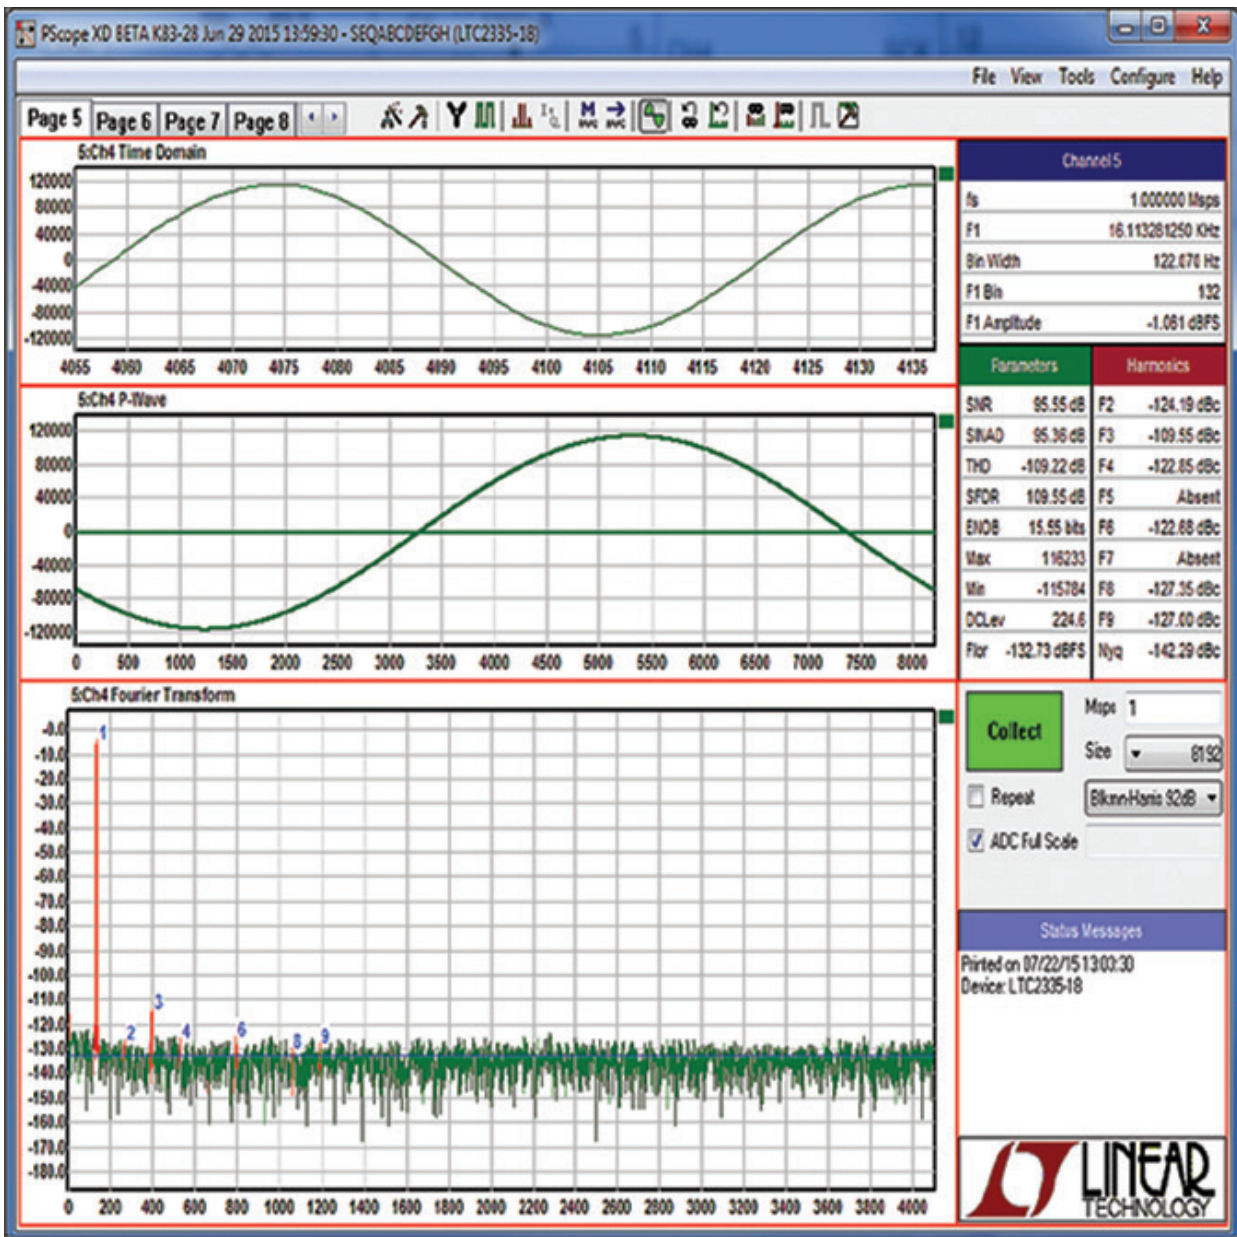 PScope XD BETA K83-28 Jun 29 2015 13:59:30 - SEQABCDEFGH (LTC2335-18)
File View Tools Configure Help
Page 5 Page 6 Page 7 Page 8
5:Ch4 Time Domain
120000
80000
40000
0
-40000
-80000
-120000
4055 4060 4065 4070 4075 4080 4085 4090 4095 4100 4105 4110 4115 4120 4125 4130 4135
5:Ch4 P-Wave
120000
80000
40000
0
-40000
-80000
-120000
0 500 1000 1500 2000 2500 3000 3500 4000 4500 5000 5500 6000 6500 7000 7500 8000
5:Ch4 Fourier Transform
-0.0
-10.0
-20.0
-30.0
-40.0
-50.0
-60.0
-70.0
-80.0
-90.0
-100.0
-110.0
-120.0
-130.0
-140.0
-150.0
-160.0
-170.0
-180.0
1
2
3
4
6
8
9
0 200 400 600 800 1000 1200 1400 1600 1800 2000 2200 2400 2600 2800 3000 3200 3400 3600 3800 4000
Channel 5
fs 1.000000 Msps
F1 16.113281250 KHz
Bin Width 122.070 Hz
F1 Bin 132
F1 Amplitude -1.061 dBFS
Parameters Harmonics
SNR 95.55 dB F2 -124.19 dBc
SINAD 95.36 dB F3 -109.55 dBc
THD -109.22 dB F4 -122.85 dBc
SFDR 109.55 dB F5 Absent
ENOB 15.55 bits F6 -122.68 dBc
Max 116233 F7 Absent
Min -115784 F8 -127.35 dBc
DCLev 224.6 F9 -127.00 dBc
Flor -132.73 dBFS Nyq -142.29 dBc
Collect
Msps 1
Size 8192
Repeat
Blkmn-Harris 92dB
ADC Full Scale
Status Messages
Printed on 07/22/15 13:03:30
Device: LTC2335-18
LINEAR
TECHNOLOGY